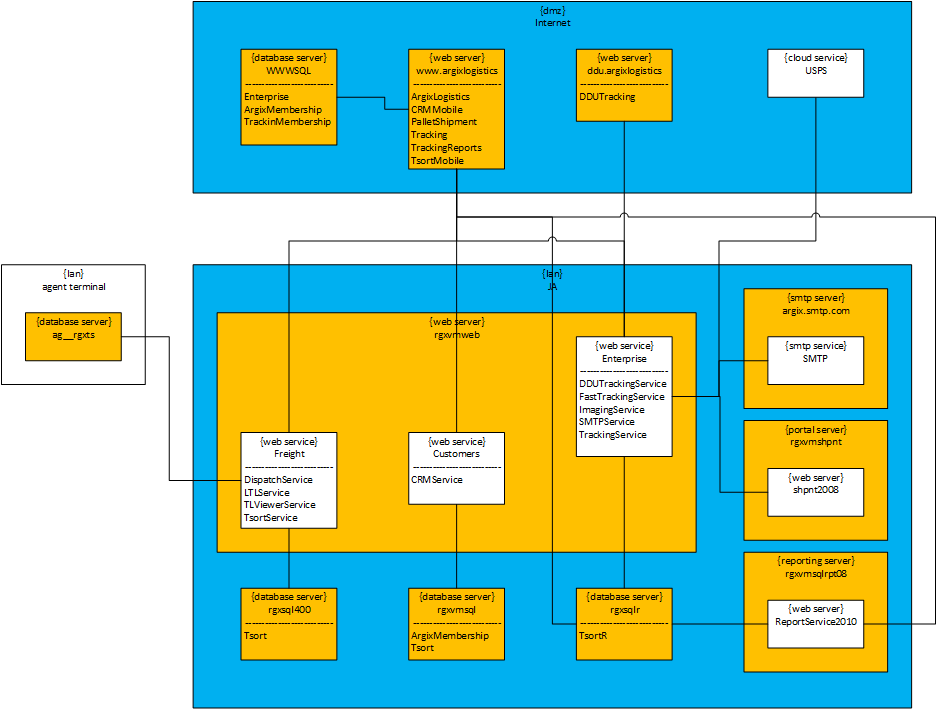 {dmz}
Internet
{database server}
WWWSQL
Enterprise
ArgixMembership
TrackinMembership
{web server}
www.argixlogistics
ArgixLogistics
CRMMobile
PalletShipment
Tracking
TrackingReports
TsortMobile
{web server}
ddu.argixlogistics
DDUTracking
{cloud service}
USPS
{lan}
agent terminal
{database server}
ag__rgxts
{lan}
JA
{web server}
rgxvmweb
{web service}
Freight
DispatchService
LTLService
TLViewerService
TsortService
{web service}
Customers
CRMService
{web service}
Enterprise
DDUTrackingService
FastTrackingService
ImagingService
SMTPService
TrackingService
{smtp server}
argix.smtp.com
{smtp service}
SMTP
{portal server}
rgxvmshpnt
{web server}
shpnt2008
{reporting server}
rgxvmsqlrpt08
{web server}
ReportService2010
{database server}
rgxsql400
Tsort
{database server}
rgxvmsql
ArgixMembership
Tsort
{database server}
rgxsqlr
TsortR